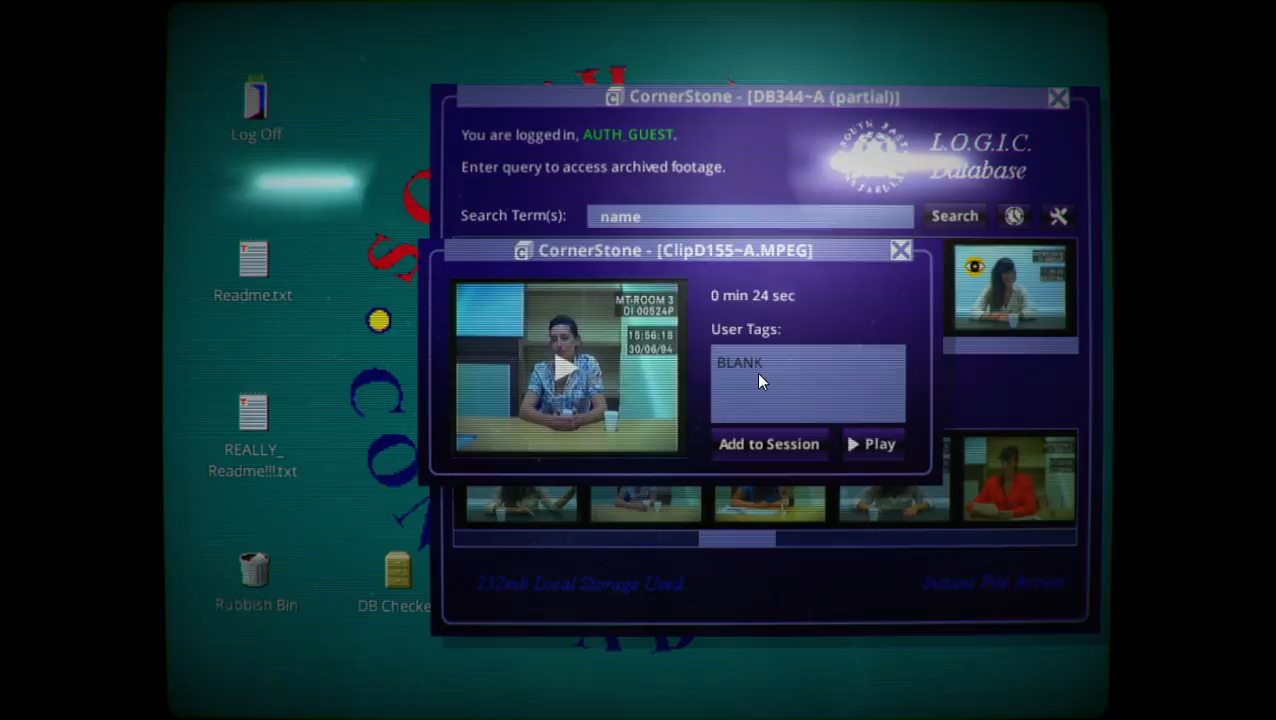 CornerStone - [DB344~A (partial)]
You are logged in, AUTH_GUEST.
Enter query to access archived footage.
L.O.G.I.C.
Database
Search Term(s):
name
Search
CornerStone - [ClipD155~A.MPEG]
MT-ROOM 3
DI 00524P
15:56:18
30/06/94
0 min 24 sec
User Tags:
BLANK
Add to Session
Play
232mb Local Storage Used
Instant File Access
Log Off
Readme.txt
REALLY_
Readme!!!.txt
Rubbish Bin
DB Checke